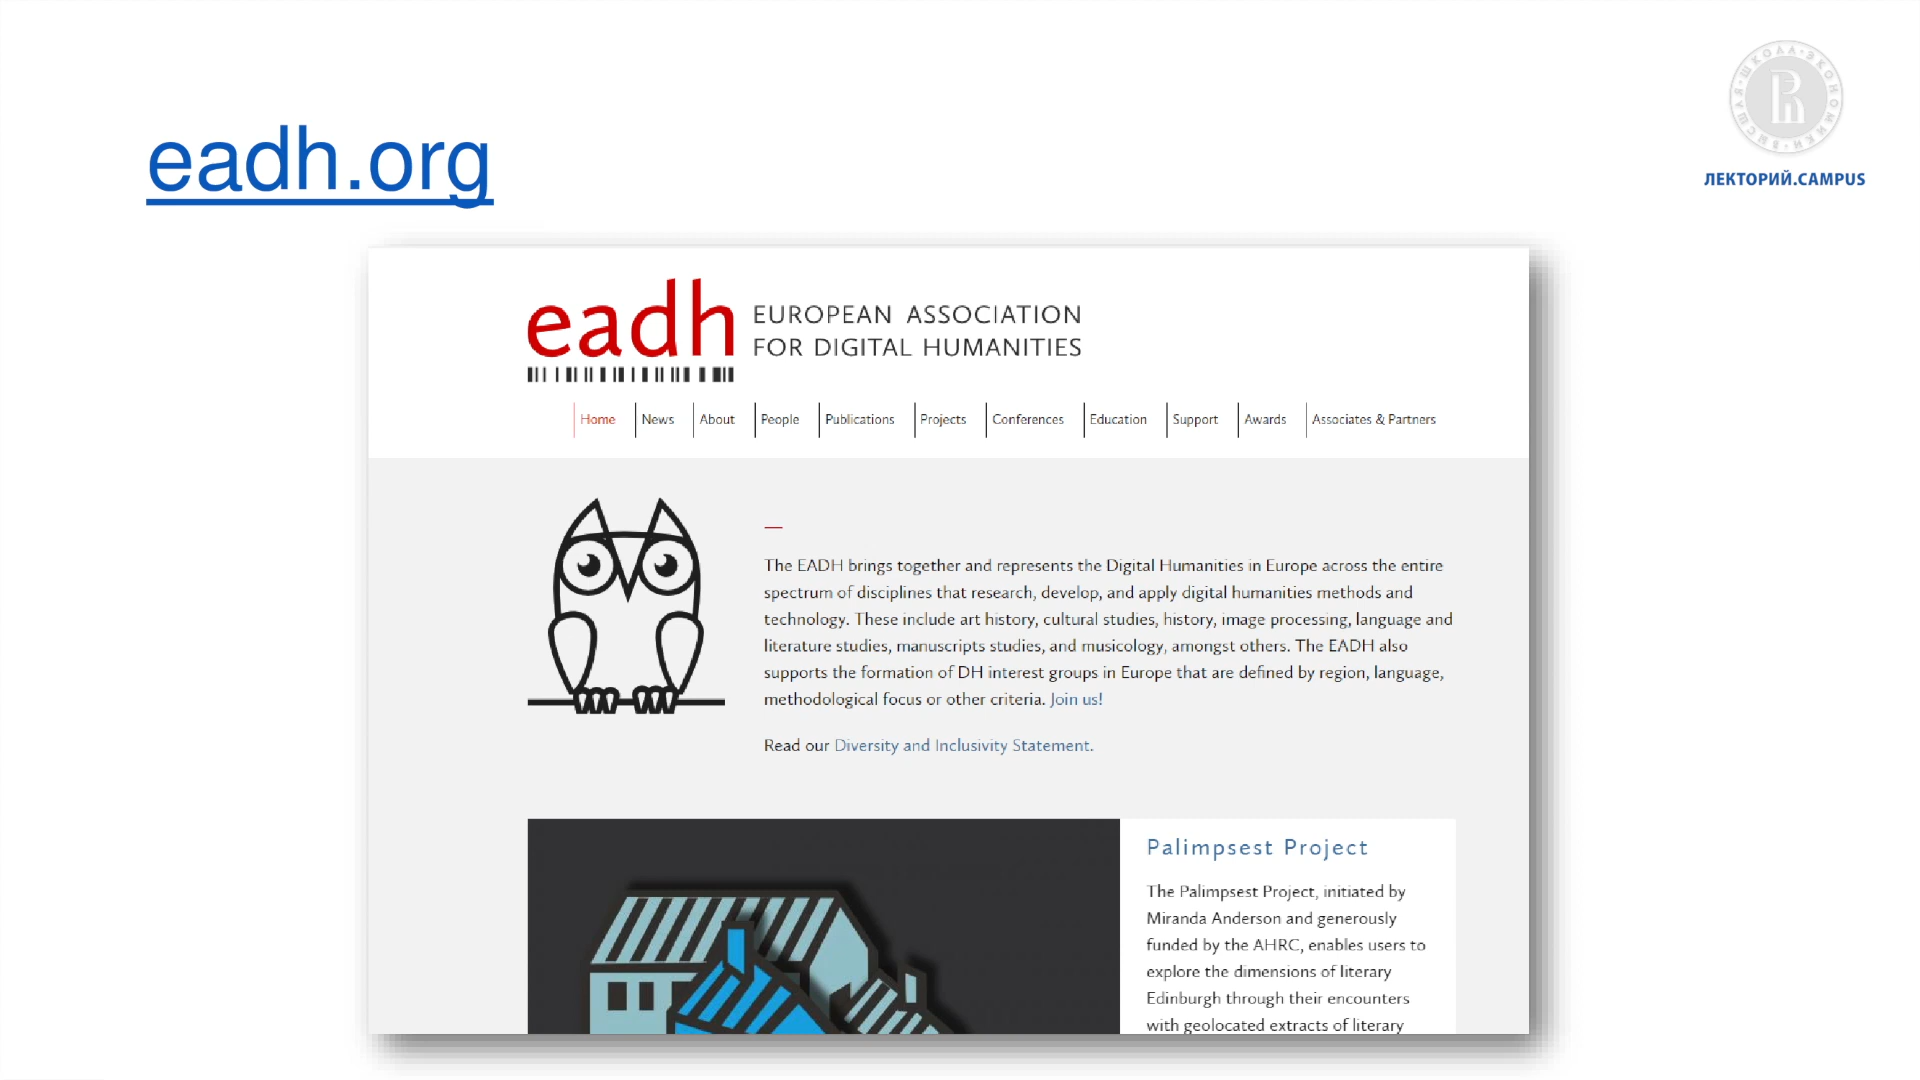 ВЫСШАЯ·ШКОЛА·ЭКОНОМИКИ
ЛЕКТОРИЙ.CAMPUS
eadh.org
eadh
EUROPEAN ASSOCIATION
FOR DIGITAL HUMANITIES
Home News About People Publications Projects Conferences Education Support Awards Associates & Partners
The EADH brings together and represents the Digital Humanities in Europe across the entire
spectrum of disciplines that research, develop, and apply digital humanities methods and
technology. These include art history, cultural studies, history, image processing, language and
literature studies, manuscripts studies, and musicology, amongst others. The EADH also
supports the formation of DH interest groups in Europe that are defined by region, language,
methodological focus or other criteria. Join us!
Read our Diversity and Inclusivity Statement.
Palimpsest Project
The Palimpsest Project, initiated by
Miranda Anderson and generously
funded by the AHRC, enables users to
explore the dimensions of literary
Edinburgh through their encounters
with geolocated extracts of literary